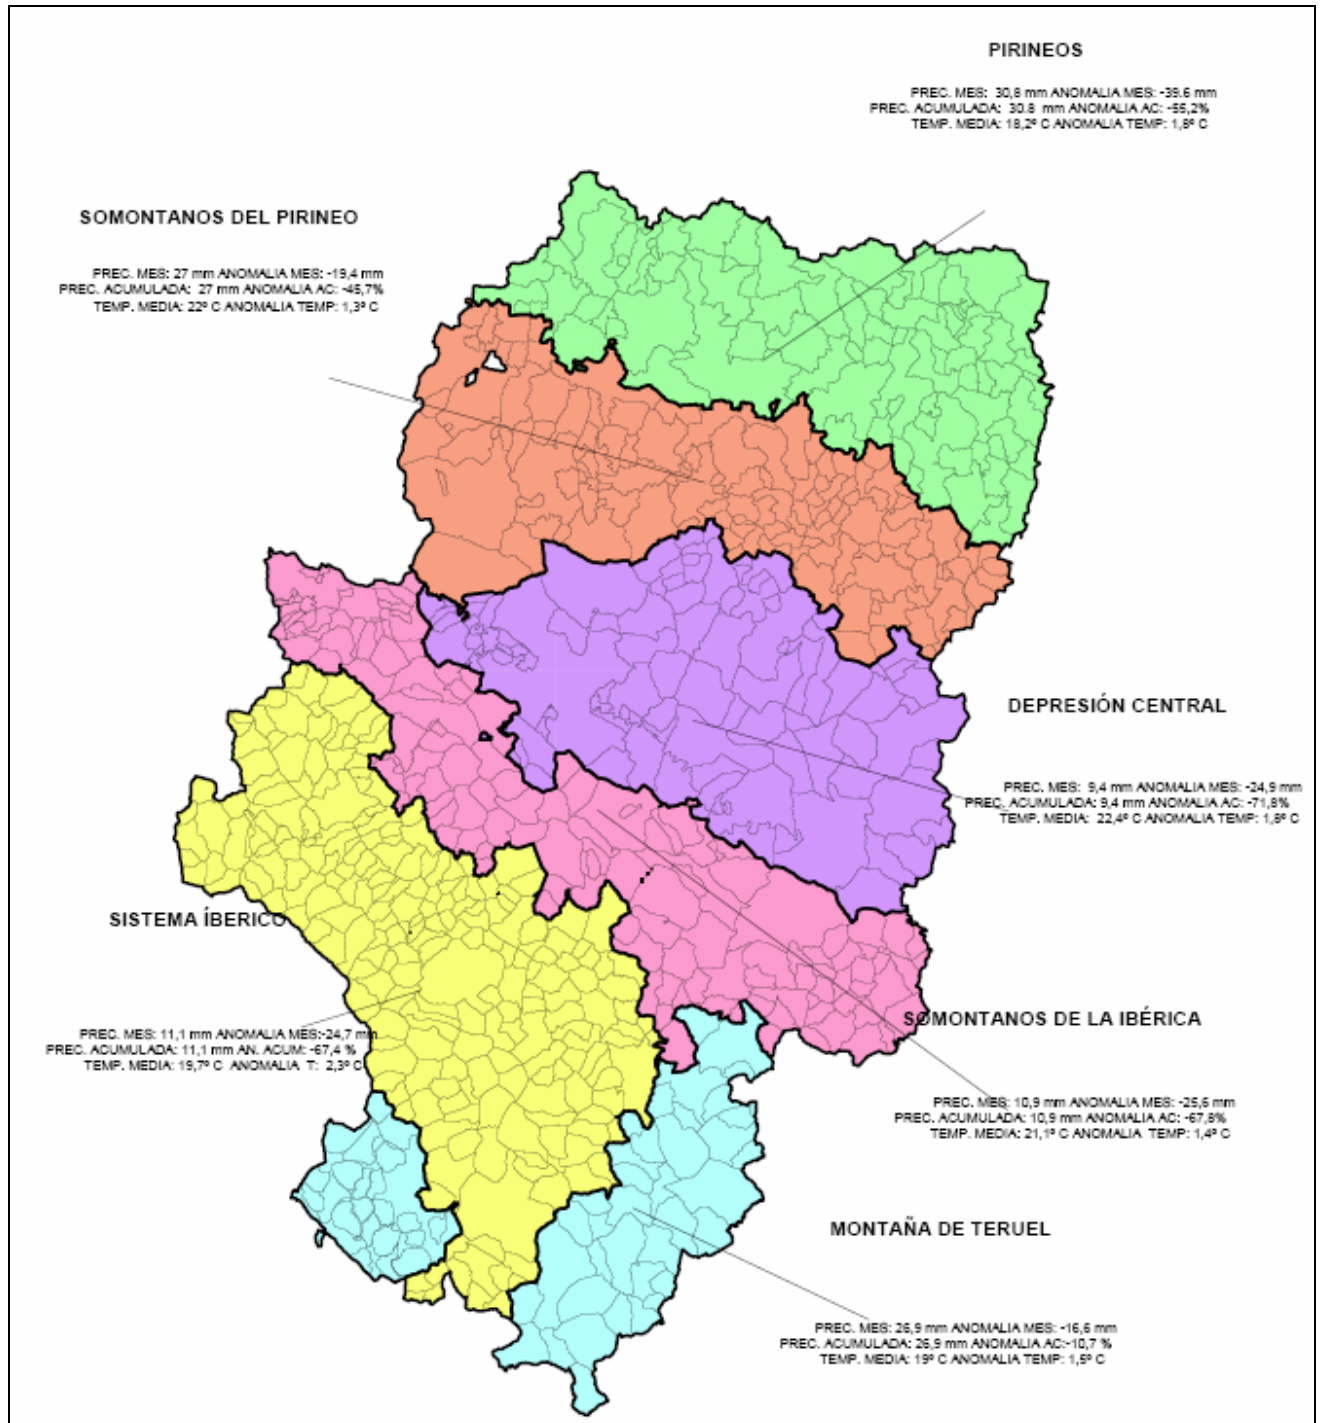 PIRINEOS
PREC. MES: 30,8 mm ANOMALIA MES: -39.6 mm
PREC. ACUMULADA: 30.8 mm ANOMALIA AC: -55,2%
TEMP. MEDIA: 18,2º C ANOMALIA TEMP: 1,8º C
SOMONTANOS DEL PIRINEO
PREC. MES: 27 mm ANOMALIA MES: -19,4 mm
PREC. ACUMULADA: 27 mm ANOMALIA AC: -45,7%
TEMP. MEDIA: 22º C ANOMALIA TEMP: 1,3º C
DEPRESIÓN CENTRAL
PREC. MES: 9,4 mm ANOMALIA MES: -24,9 mm
PREC. ACUMULADA: 9,4 mm ANOMALIA AC: -71,8%
TEMP. MEDIA: 22,4º C ANOMALIA TEMP: 1,8º C
SISTEMA ÍBERICO
PREC. MES: 11,1 mm ANOMALIA MES:-24,7 mm
PREC. ACUMULADA: 11,1 mm AN. ACUM: -67,4 %
TEMP. MEDIA: 19,7º C ANOMALIA T: 2,3º C
SOMONTANOS DE LA IBÉRICA
PREC. MES: 10,9 mm ANOMALIA MES: -25,6 mm
PREC. ACUMULADA: 10,9 mm ANOMALIA AC: -67,8%
TEMP. MEDIA: 21,1º C ANOMALIA TEMP: 1,4º C
MONTAÑA DE TERUEL
PREC. MES: 26,9 mm ANOMALIA MES: -16,6 mm
PREC. ACUMULADA: 26,9 mm ANOMALIA AC:-10,7 %
TEMP. MEDIA: 19º C ANOMALIA TEMP: 1,5º C